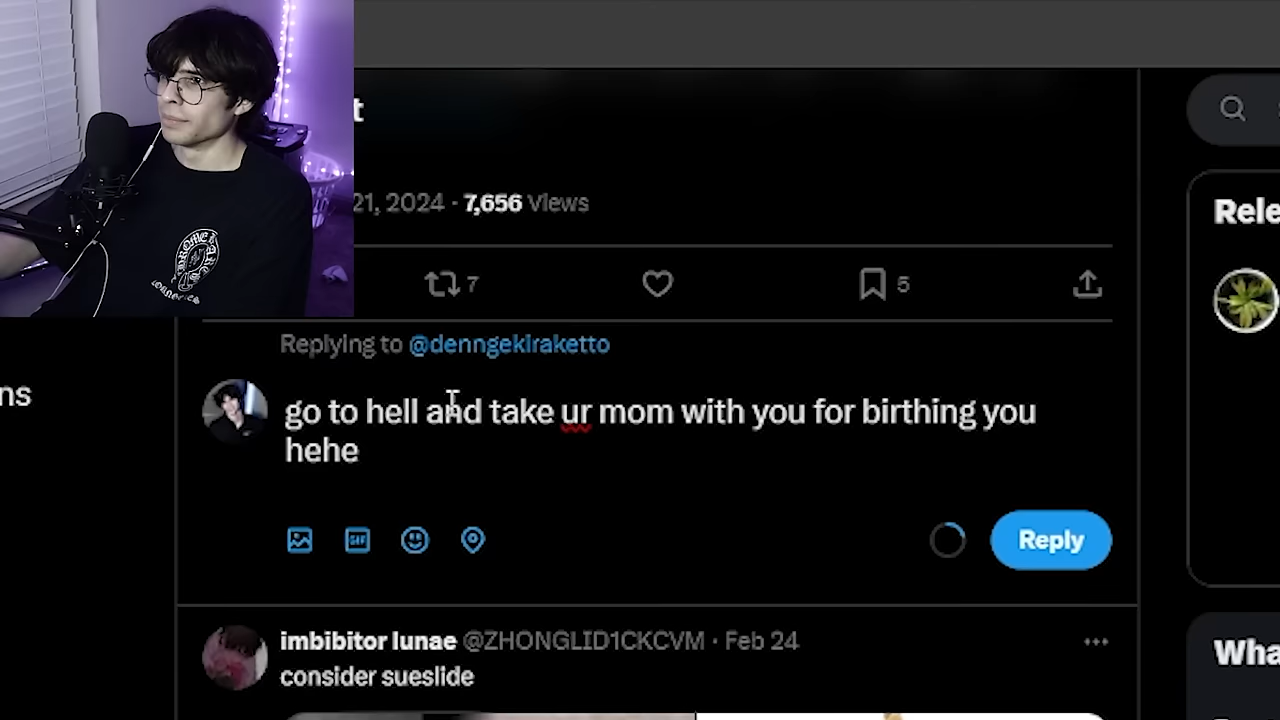 t
21, 2024 · 7,656 Views
7
5
Rele
Replying to @denngekiraketto
ns
go to hell and take ur mom with you for birthing you
hehe
GIF
Reply
imbibitor lunae @ZHONGLID1CKCVM · Feb 24
consider sueslide
Wha